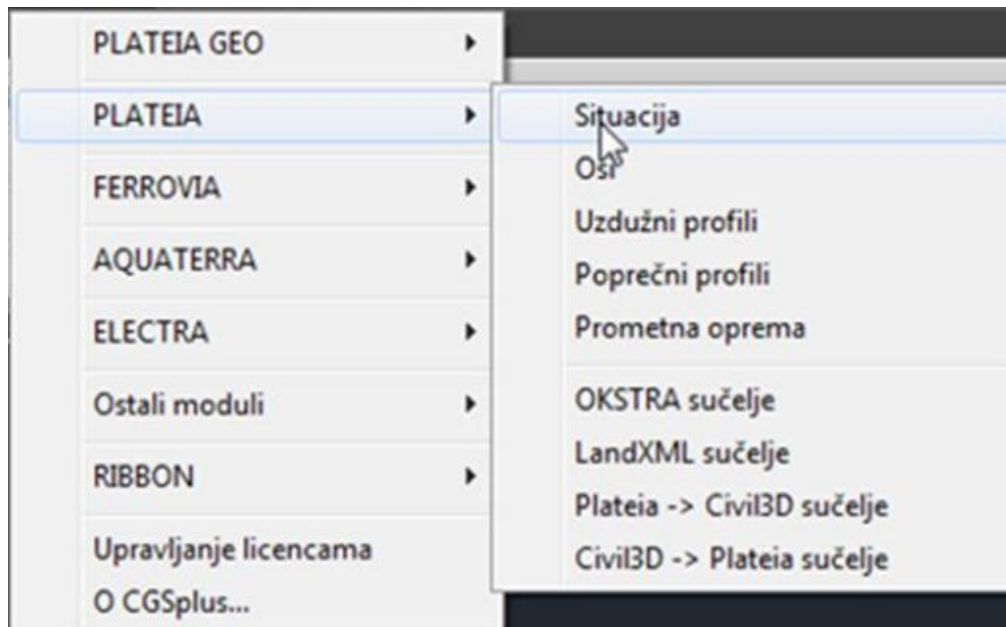 PLATEIA GEO
PLATEIA
FERROVIA
AQUATERRA
ELECTRA
Ostali moduli
RIBBON
Upravljanje licencama
O CGSplus...
Situacija
Osi
Uzdužni profili
Poprečni profili
Prometna oprema
OKSTRA sučelje
LandXML sučelje
Plateia -> Civil3D sučelje
Civil3D -> Plateia sučelje